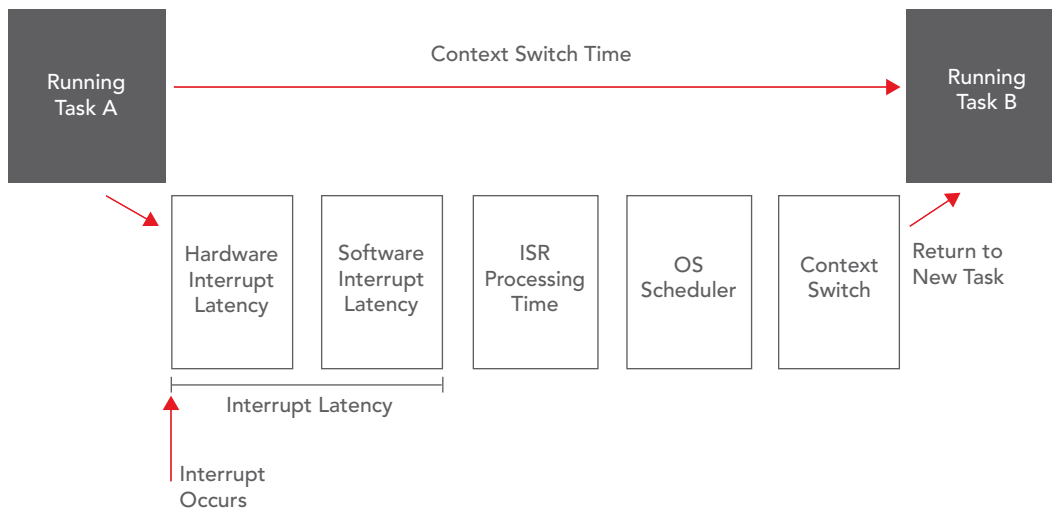 Running
Task A
Context Switch Time
Running
Task B
Hardware
Interrupt
Latency
Software
Interrupt
Latency
ISR
Processing
Time
OS
Scheduler
Context
Switch
Return to
New Task
Interrupt Latency
Interrupt
Occurs